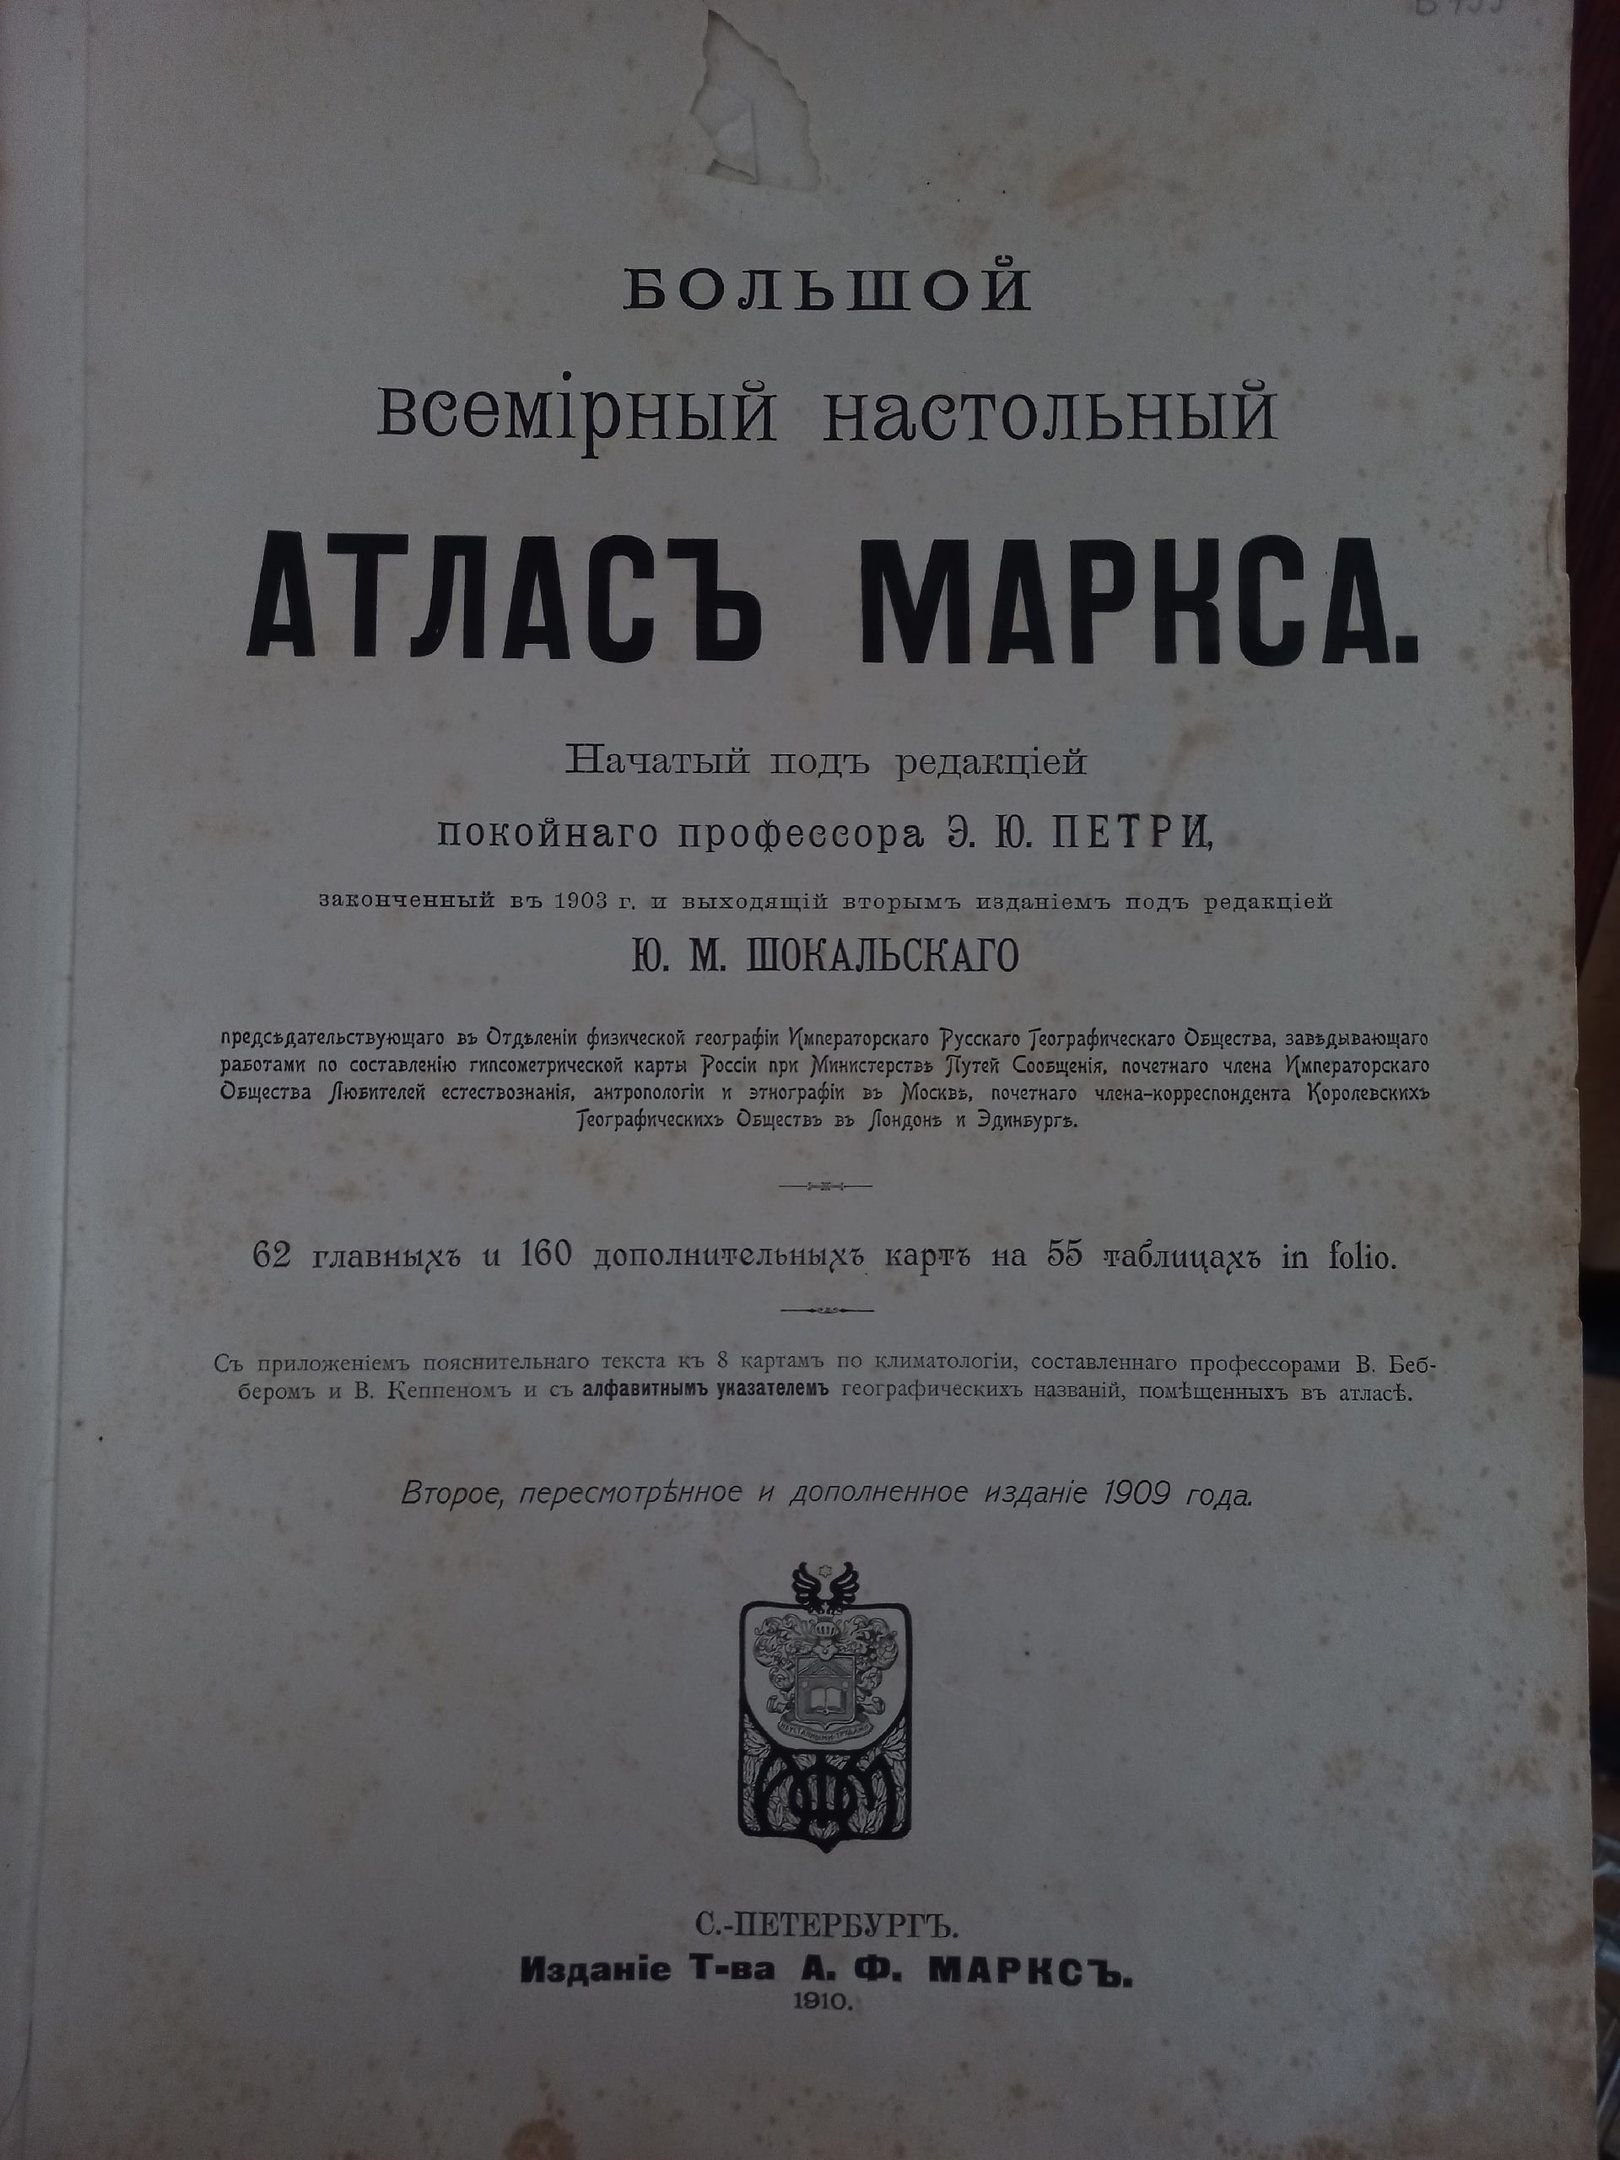 БОЛЬШОЙ
всемірный настольный
АТЛАСЪ МАРКСА.
Начатый подъ редакціей
покойнаго профессора Э. Ю. ПЕТРИ,
законченный въ 1903 г. и выходящій вторымъ изданіемъ подъ редакціей
Ю. М. ШОКАЛЬСКАГО
предсѣдательствующаго въ Отдѣленіи физической географіи Императорскаго Русскаго Географическаго Общества, завѣдывающаго
работами по составленію гипсометрической карты Россіи при Министерствѣ Путей Сообщенія, почетнаго члена Императорскаго
Общества Любителей естествознанія, антропологіи и этнографіи въ Москвѣ, почетнаго члена-корреспондента Королевскихъ
Географическихъ Обществъ въ Лондонѣ и Эдинбургѣ.
62 главныхъ и 160 дополнительныхъ картъ на 55 таблицахъ in folio.
Съ приложеніемъ пояснительнаго текста къ 8 картамъ по климатологіи, составленнаго профессорами В. Беб-
беромъ и В. Кеппеномъ и съ алфавитнымъ указателемъ географическихъ названій, помѣщенныхъ въ атласѣ.
Второе, пересмотрѣнное и дополненное изданіе 1909 года.
С.-ПЕТЕРБУРГЪ.
Изданіе Т-ва А. Ф. МАРКСЪ.
1910.